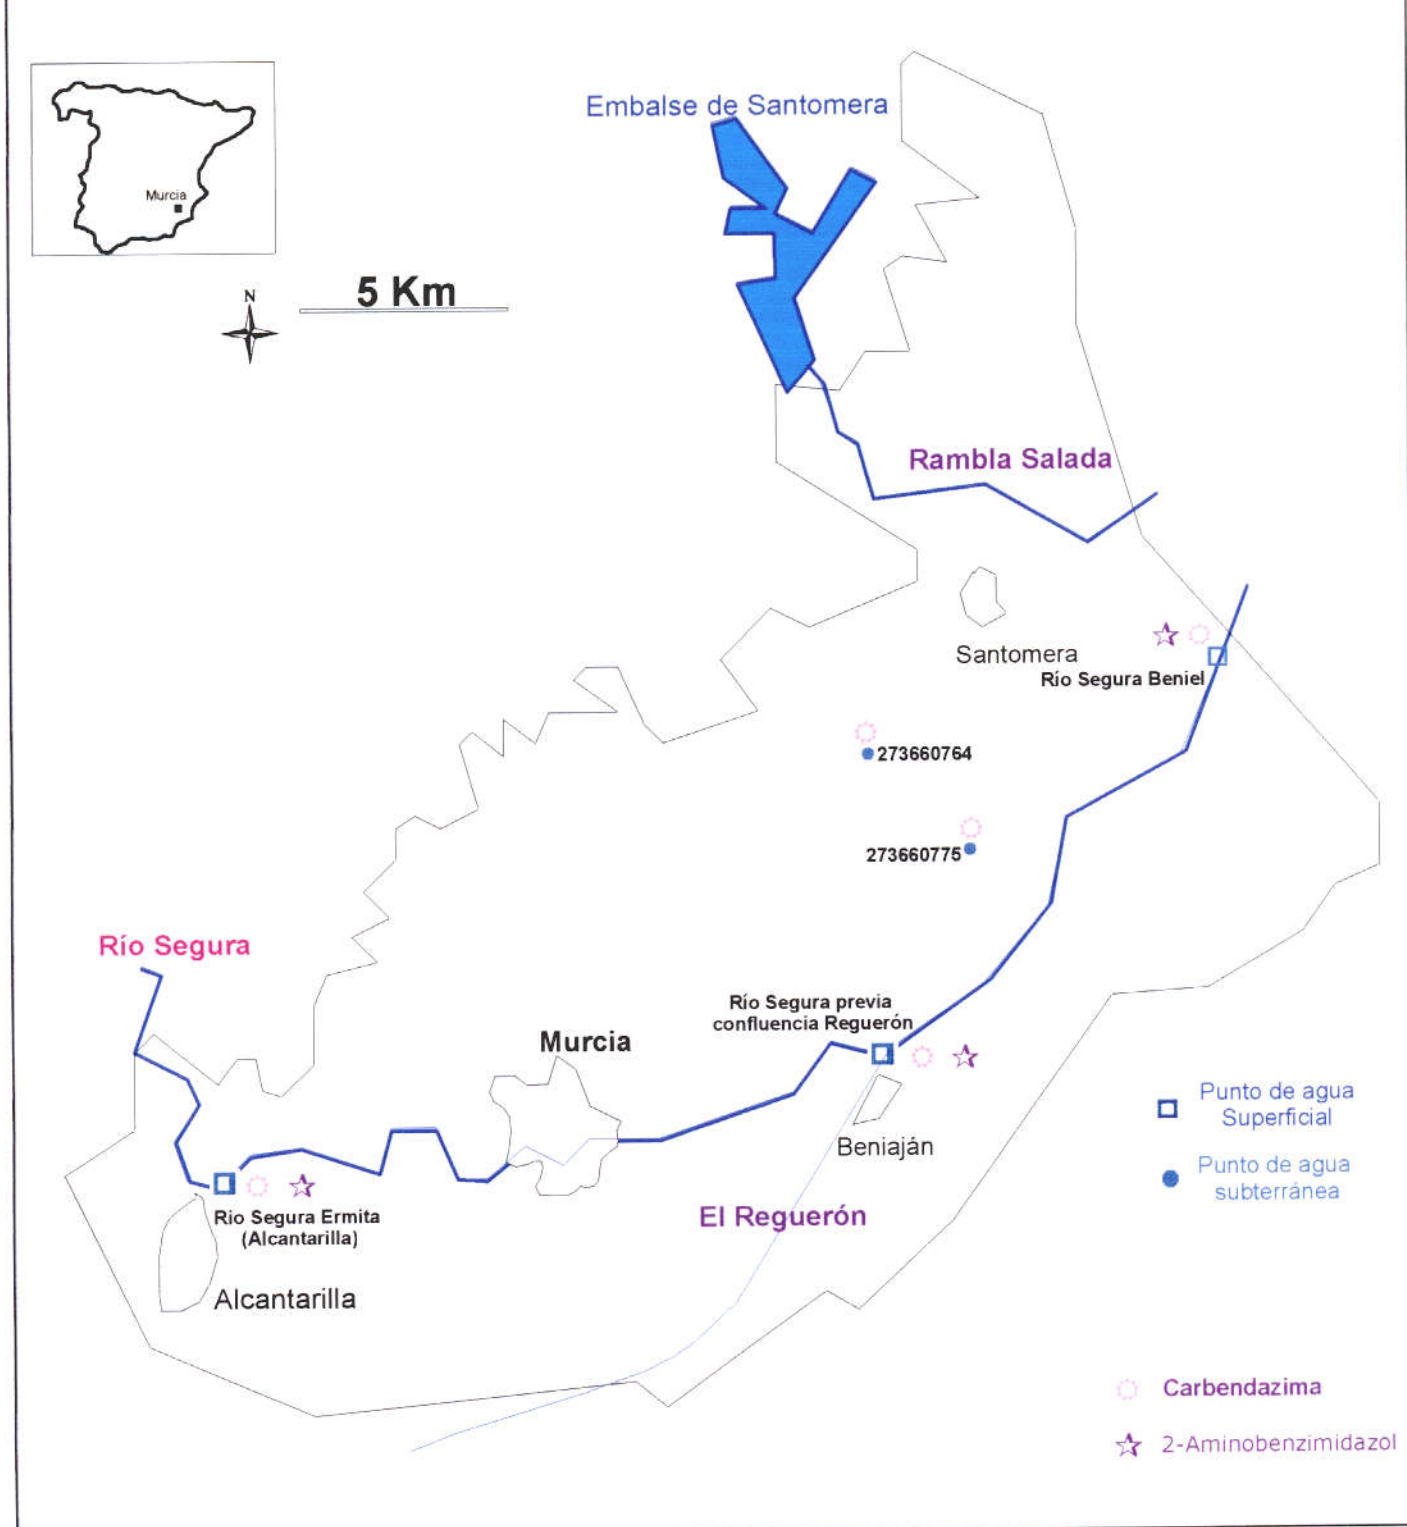 Embalse de Santomera
Murcia
N
5 Km
Rambla Salada
Santomera
Río Segura Beniel
273660764
273660775
Río Segura
Río Segura previa
confluencia Reguerón
Murcia
Punto de agua
Superficial
Beniaján
Punto de agua
subterránea
Rio Segura Ermita
(Alcantarilla)
El Reguerón
Alcantarilla
Carbendazima
2-Aminobenzimidazol